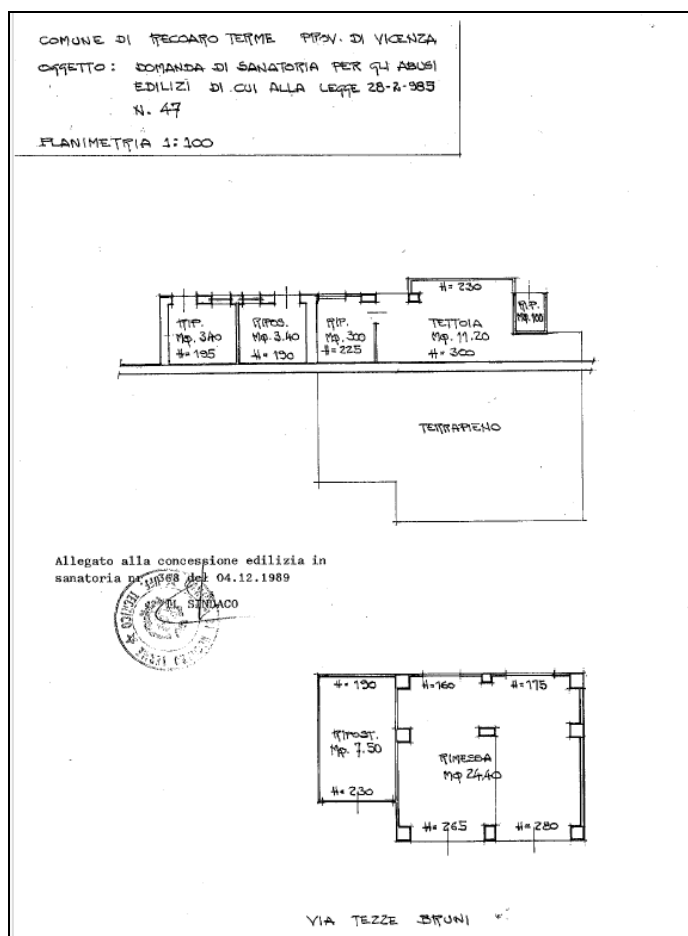 COMUNE DI RECOARO TERME PROV. DI VICENZA
OGGETTO: DOMANDA DI SANATORIA PER GLI ABUSI
EDILIZI DI CUI ALLA LEGGE 28-2-985
N. 47
PLANIMETRIA 1:100
H= 230
RIP.
Mq. 3.40
H= 195
RIPOS.
Mq. 3.40
H= 190
RIP.
Mq. 3.00
H= 225
TETTOIA
Mq. 11.20
H= 300
RIP.
Mq. 1.00
TERRAPIENO
Allegato alla concessione edilizia in
sanatoria del 04.12.1989
IL SINDACO
H= 190
H=160
H=175
RIPOST.
Mq. 7.50
RIMESSA
Mq 24.40
H= 230
H= 265
H= 280
VIA TEZZE BRUNI